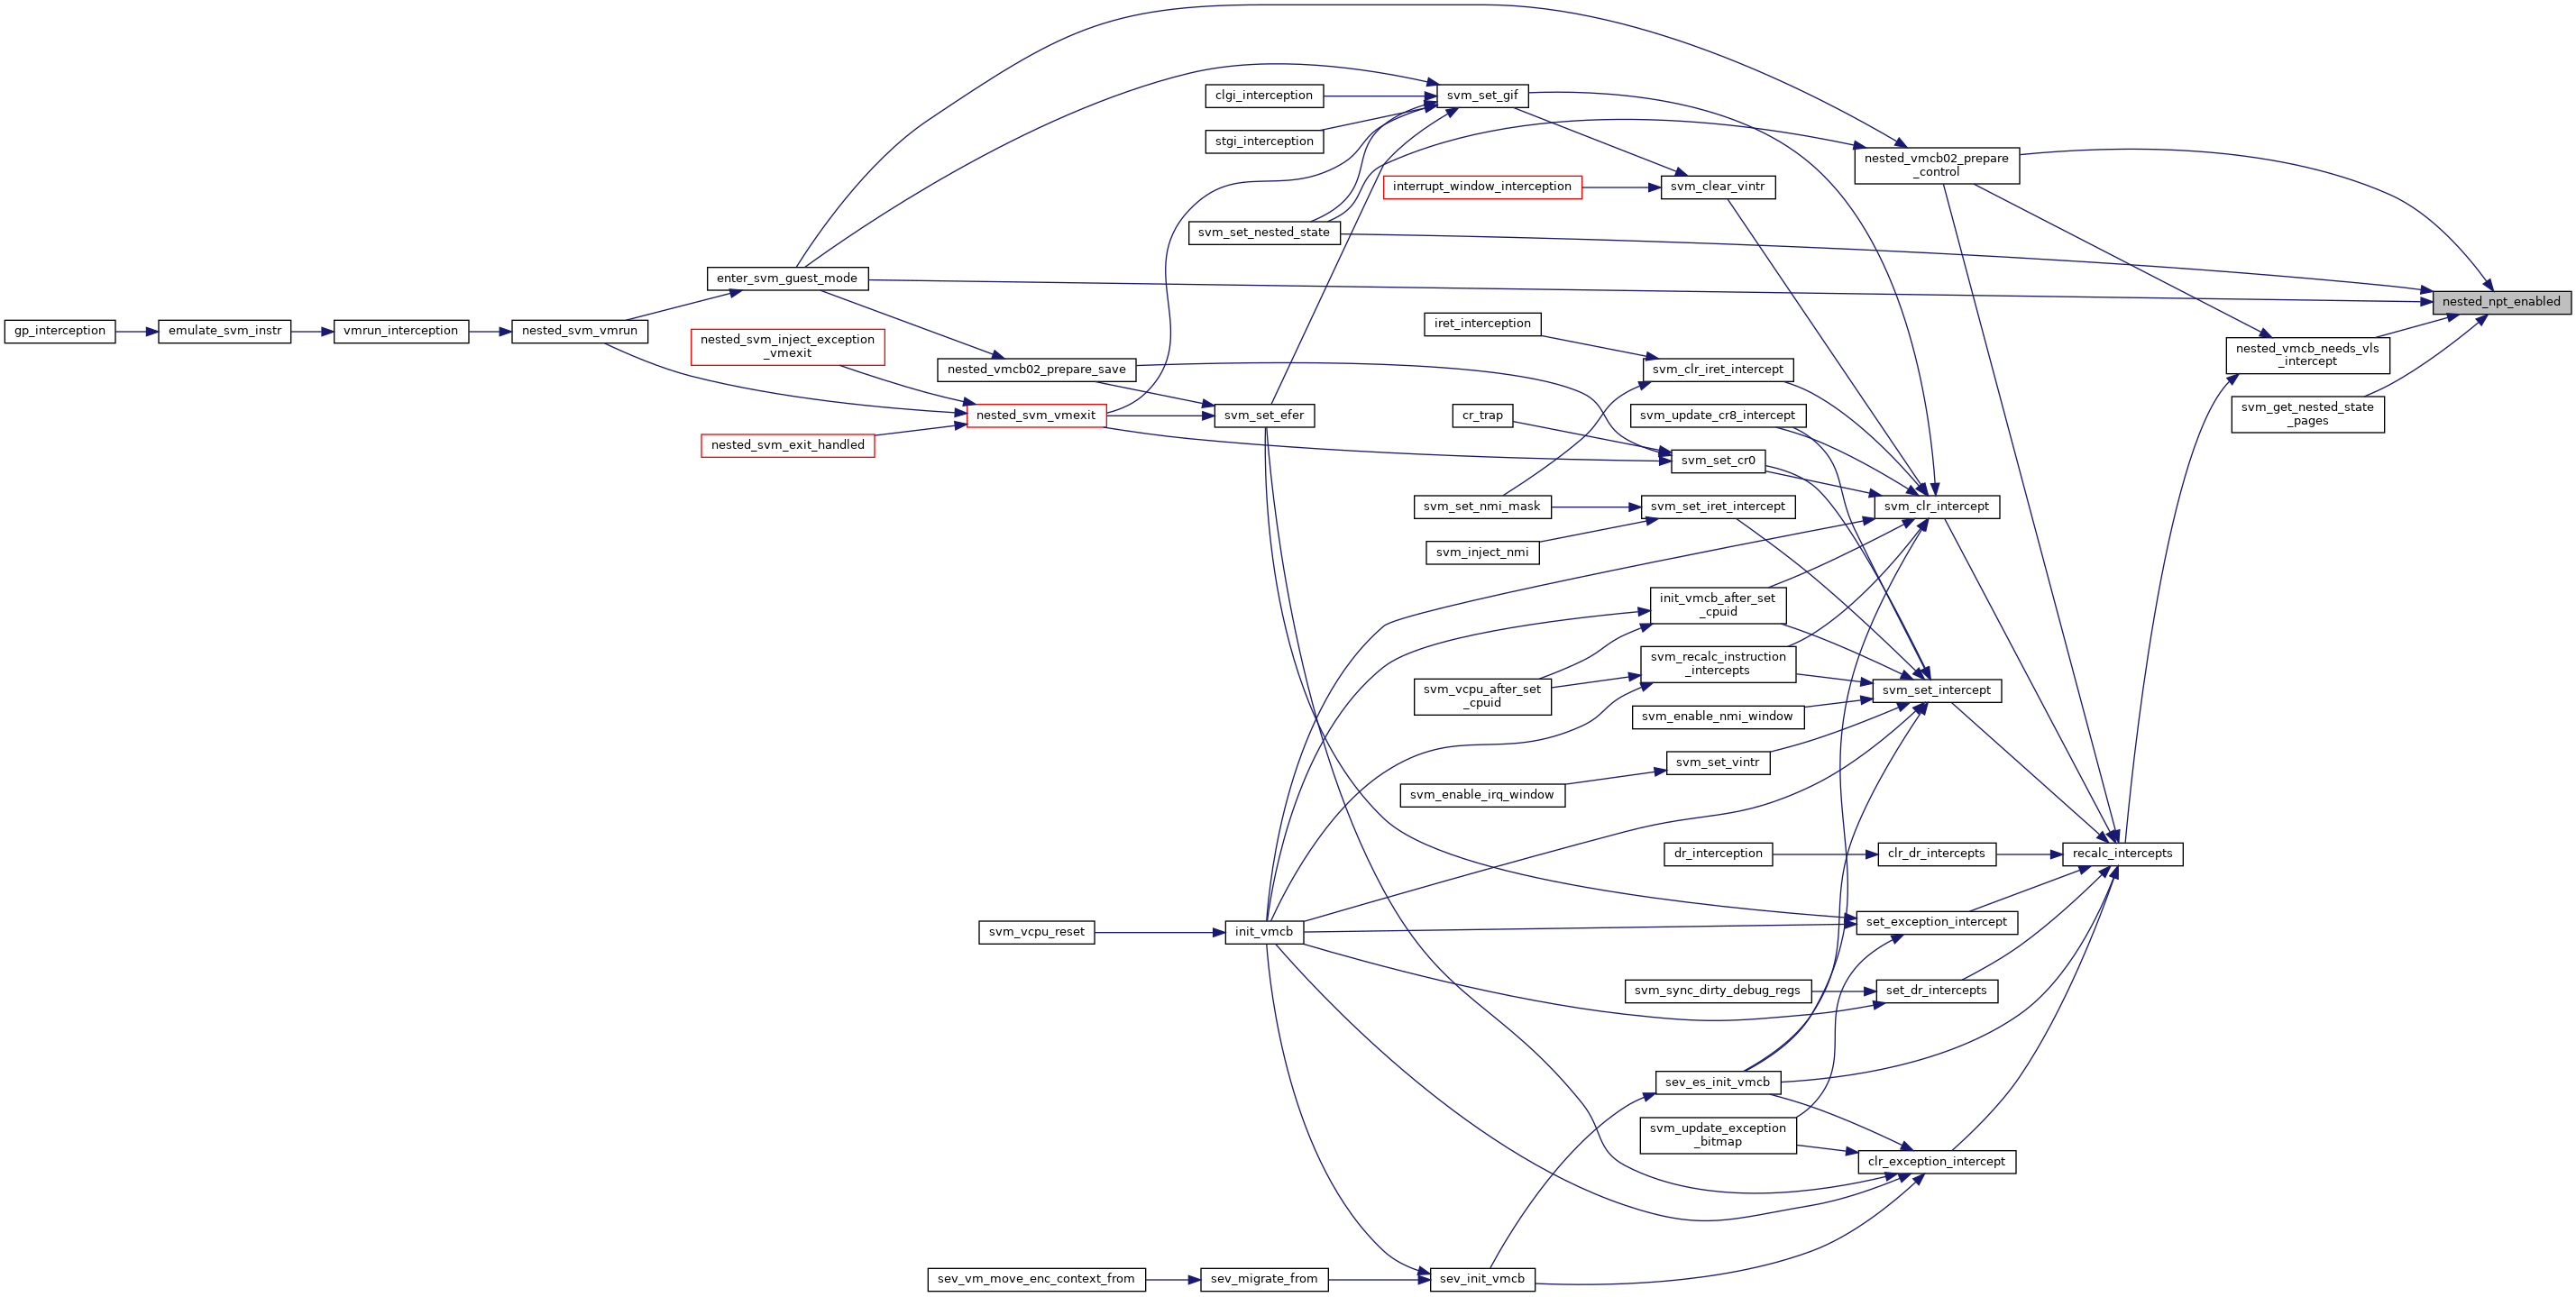 clgi_interception
svm_set_gif
stgi_interception
nested_vmcb02_prepare
_control
interrupt_window_interception
svm_clear_vintr
svm_set_nested_state
enter_svm_guest_mode
nested_npt_enabled
gp_interception
emulate_svm_instr
vmrun_interception
nested_svm_vmrun
iret_interception
nested_svm_inject_exception
_vmexit
nested_vmcb_needs_vls
_intercept
nested_vmcb02_prepare_save
svm_clr_iret_intercept
svm_get_nested_state
_pages
nested_svm_vmexit
svm_set_efer
cr_trap
svm_update_cr8_intercept
nested_svm_exit_handled
svm_set_cr0
svm_set_nmi_mask
svm_set_iret_intercept
svm_clr_intercept
svm_inject_nmi
init_vmcb_after_set
_cpuid
svm_recalc_instruction
_intercepts
svm_vcpu_after_set
_cpuid
svm_set_intercept
svm_enable_nmi_window
svm_set_vintr
svm_enable_irq_window
dr_interception
clr_dr_intercepts
recalc_intercepts
svm_vcpu_reset
init_vmcb
set_exception_intercept
svm_sync_dirty_debug_regs
set_dr_intercepts
sev_es_init_vmcb
svm_update_exception
_bitmap
clr_exception_intercept
sev_vm_move_enc_context_from
sev_migrate_from
sev_init_vmcb